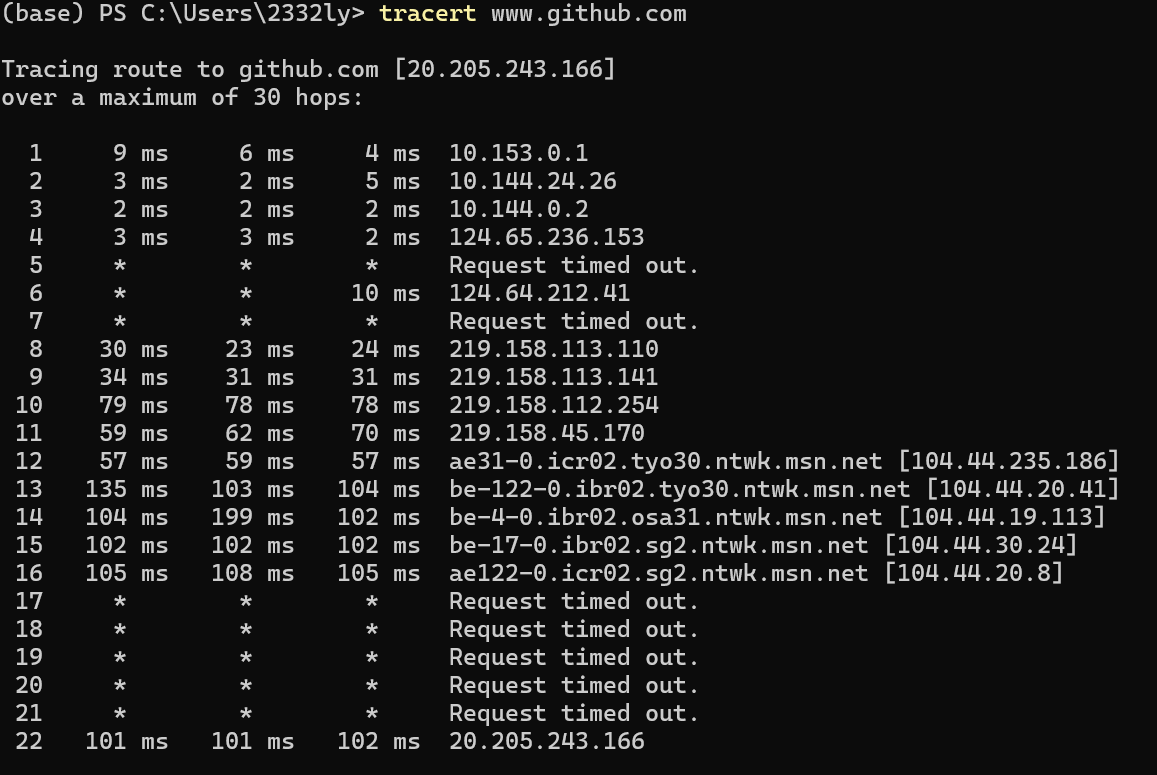 (base) PS C:\Users\2332ly> tracert www.github.com
Tracing route to github.com [20.205.243.166]
over a maximum of 30 hops:
  1     9 ms     6 ms     4 ms  10.153.0.1
  2     3 ms     2 ms     5 ms  10.144.24.26
  3     2 ms     2 ms     2 ms  10.144.0.2
  4     3 ms     3 ms     2 ms  124.65.236.153
  5     *        *        *     Request timed out.
  6     *        *       10 ms  124.64.212.41
  7     *        *        *     Request timed out.
  8    30 ms    23 ms    24 ms  219.158.113.110
  9    34 ms    31 ms    31 ms  219.158.113.141
 10    79 ms    78 ms    78 ms  219.158.112.254
 11    59 ms    62 ms    70 ms  219.158.45.170
 12    57 ms    59 ms    57 ms  ae31-0.icr02.tyo30.ntwk.msn.net [104.44.235.186]
 13   135 ms   103 ms   104 ms  be-122-0.ibr02.tyo30.ntwk.msn.net [104.44.20.41]
 14   104 ms   199 ms   102 ms  be-4-0.ibr02.osa31.ntwk.msn.net [104.44.19.113]
 15   102 ms   102 ms   102 ms  be-17-0.ibr02.sg2.ntwk.msn.net [104.44.30.24]
 16   105 ms   108 ms   105 ms  ae122-0.icr02.sg2.ntwk.msn.net [104.44.20.8]
 17     *        *        *     Request timed out.
 18     *        *        *     Request timed out.
 19     *        *        *     Request timed out.
 20     *        *        *     Request timed out.
 21     *        *        *     Request timed out.
 22   101 ms   101 ms   102 ms  20.205.243.166